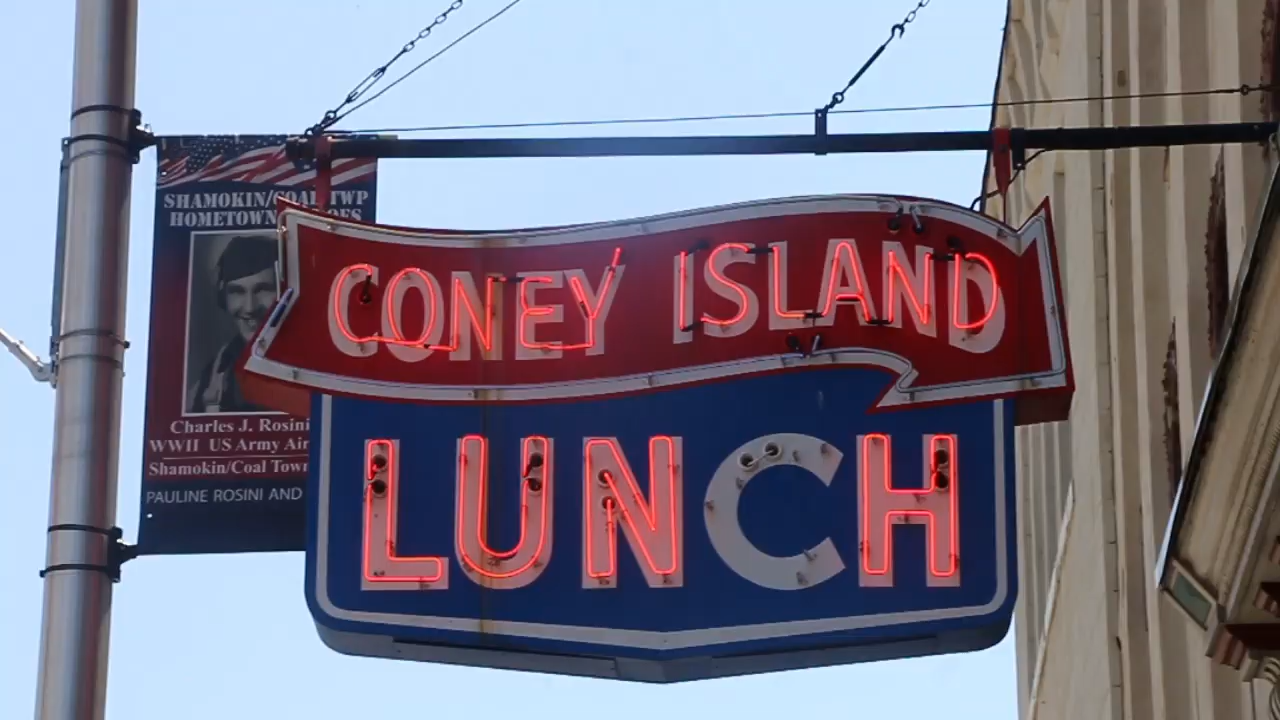 SHAMOKIN/COAL TWP
HOMETOWN
CONEY ISLAND
LUNCH
Charles J. Rosini
WWII US Army Air
Shamokin/Coal Town
PAULINE ROSINI AND